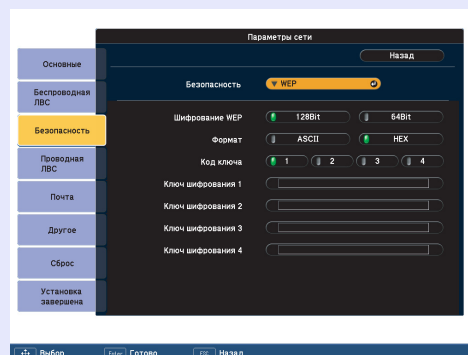 Параметры сети
Назад
Основные
Безопасность WEP
Беспроводная
ЛВС
Шифрование WEP 128Bit 64Bit
Безопасность
Формат ASCII HEX
Проводная
ЛВС
Код ключа 1 2 3 4
Ключ шифрования 1
Почта
Ключ шифрования 2
Другое
Ключ шифрования 3
Ключ шифрования 4
Сброс
Установка
завершена
Выбор Enter Готово ESC Назад